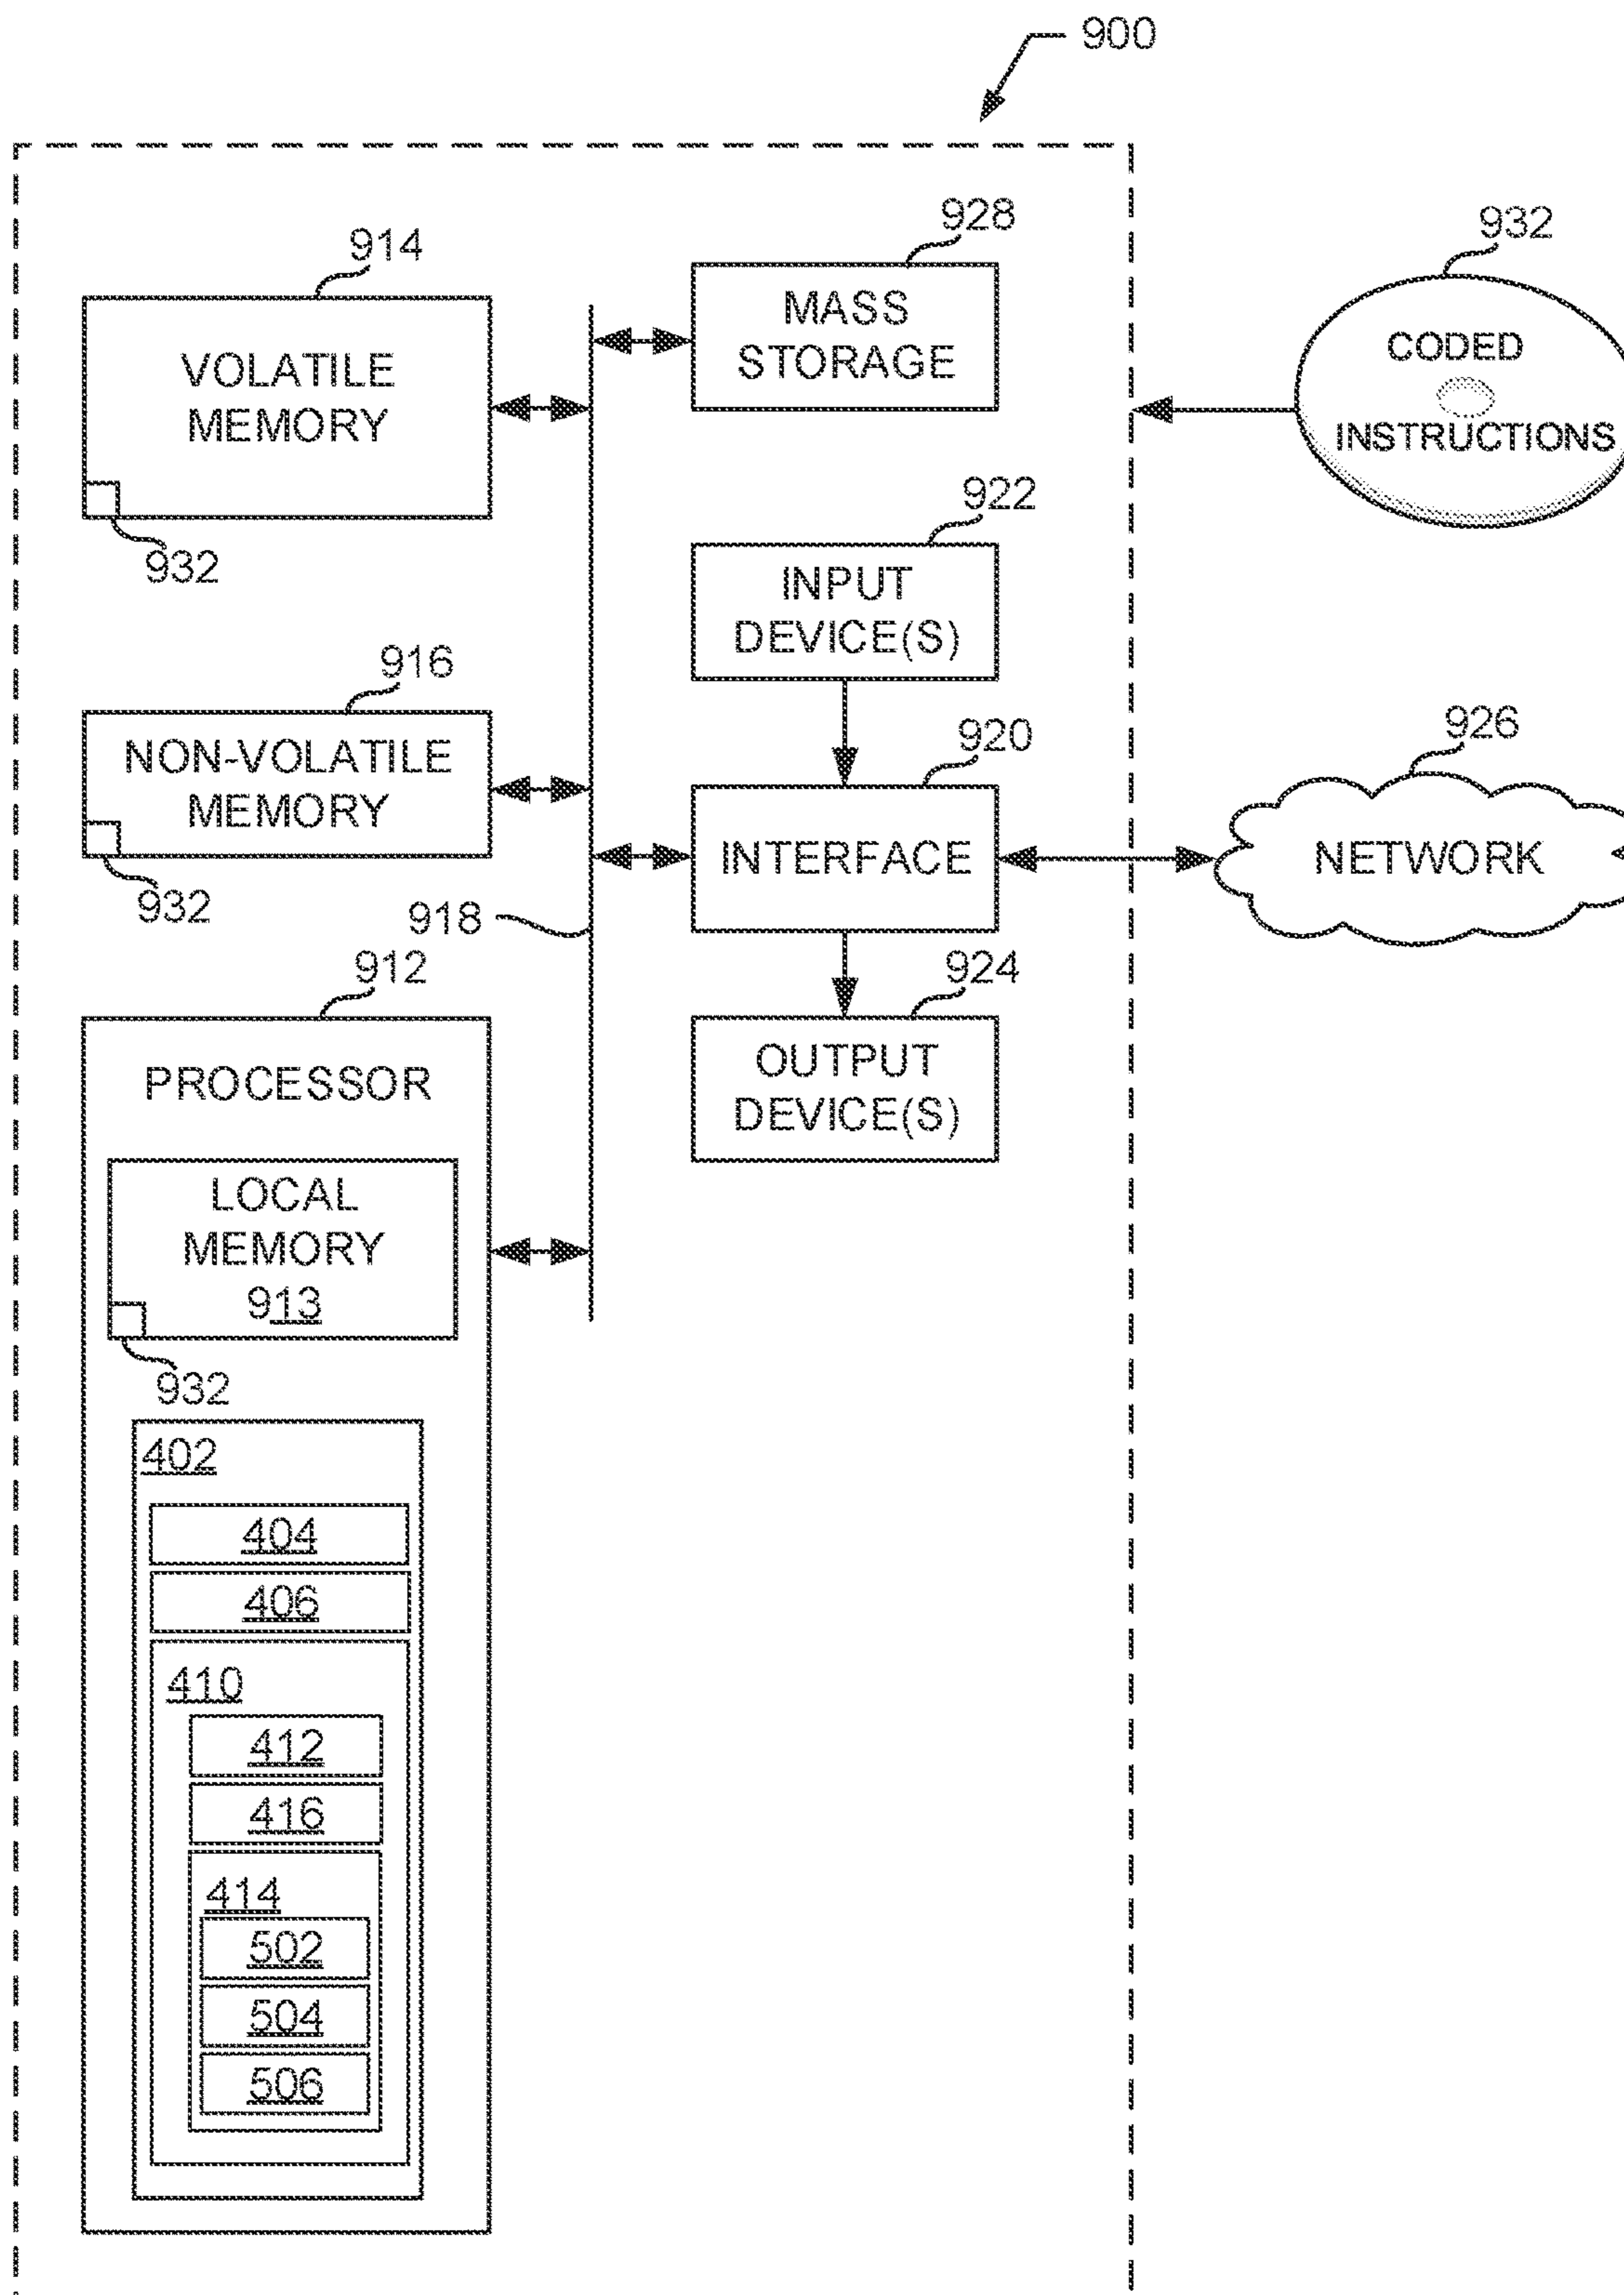 900
914
VOLATILE
MEMORY
932
928
MASS
STORAGE
932
CODED
INSTRUCTIONS
922
INPUT
DEVICE(S)
916
NON-VOLATILE
MEMORY
932
920
INTERFACE
926
NETWORK
918
924
OUTPUT
DEVICE(S)
912
PROCESSOR
LOCAL
MEMORY
913
932
402
404
406
410
412
416
414
502
504
506